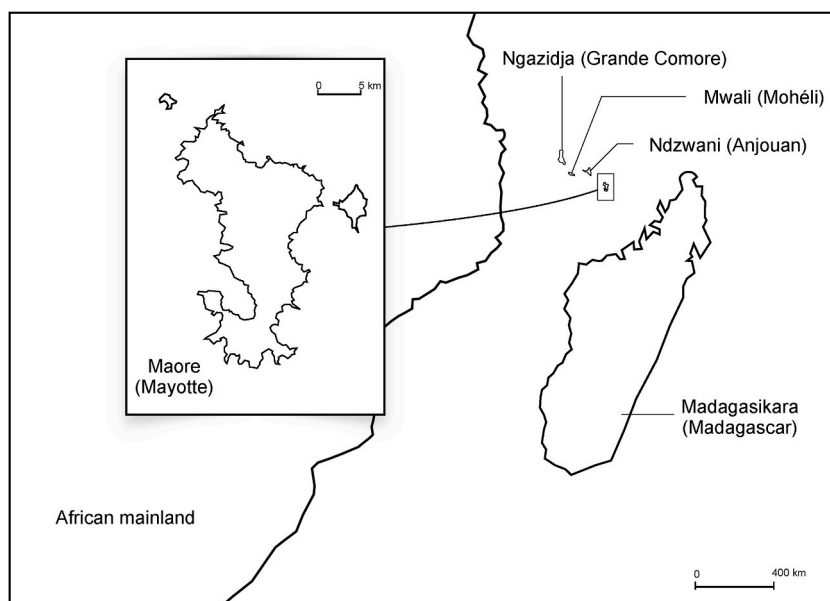 Ngazidja (Grande Comore)
Mwali (Mohéli)
Ndzwani (Anjouan)
0 5 km
Maore
(Mayotte)
Madagasikara
(Madagascar)
African mainland
0 400 km